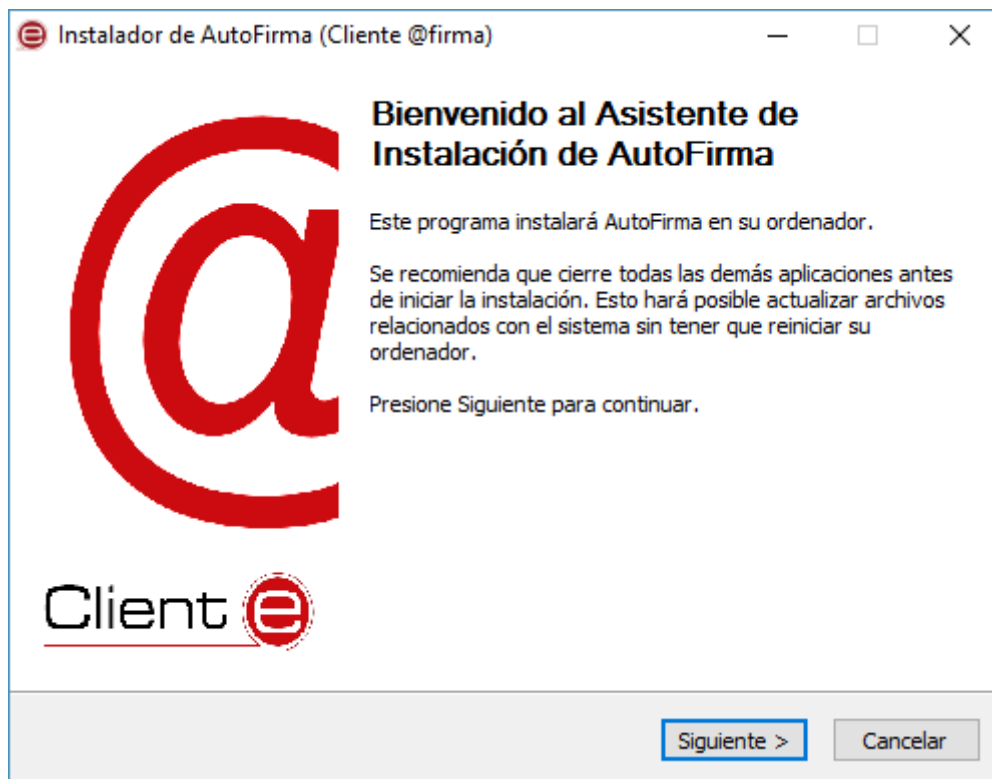 Instalador de AutoFirma (Cliente @firma)
Bienvenido al Asistente de
Instalación de AutoFirma
Este programa instalará AutoFirma en su ordenador.
Se recomienda que cierre todas las demás aplicaciones antes
de iniciar la instalación. Esto hará posible actualizar archivos
relacionados con el sistema sin tener que reiniciar su
ordenador.
Presione Siguiente para continuar.
@
Client e
Siguiente >
Cancelar